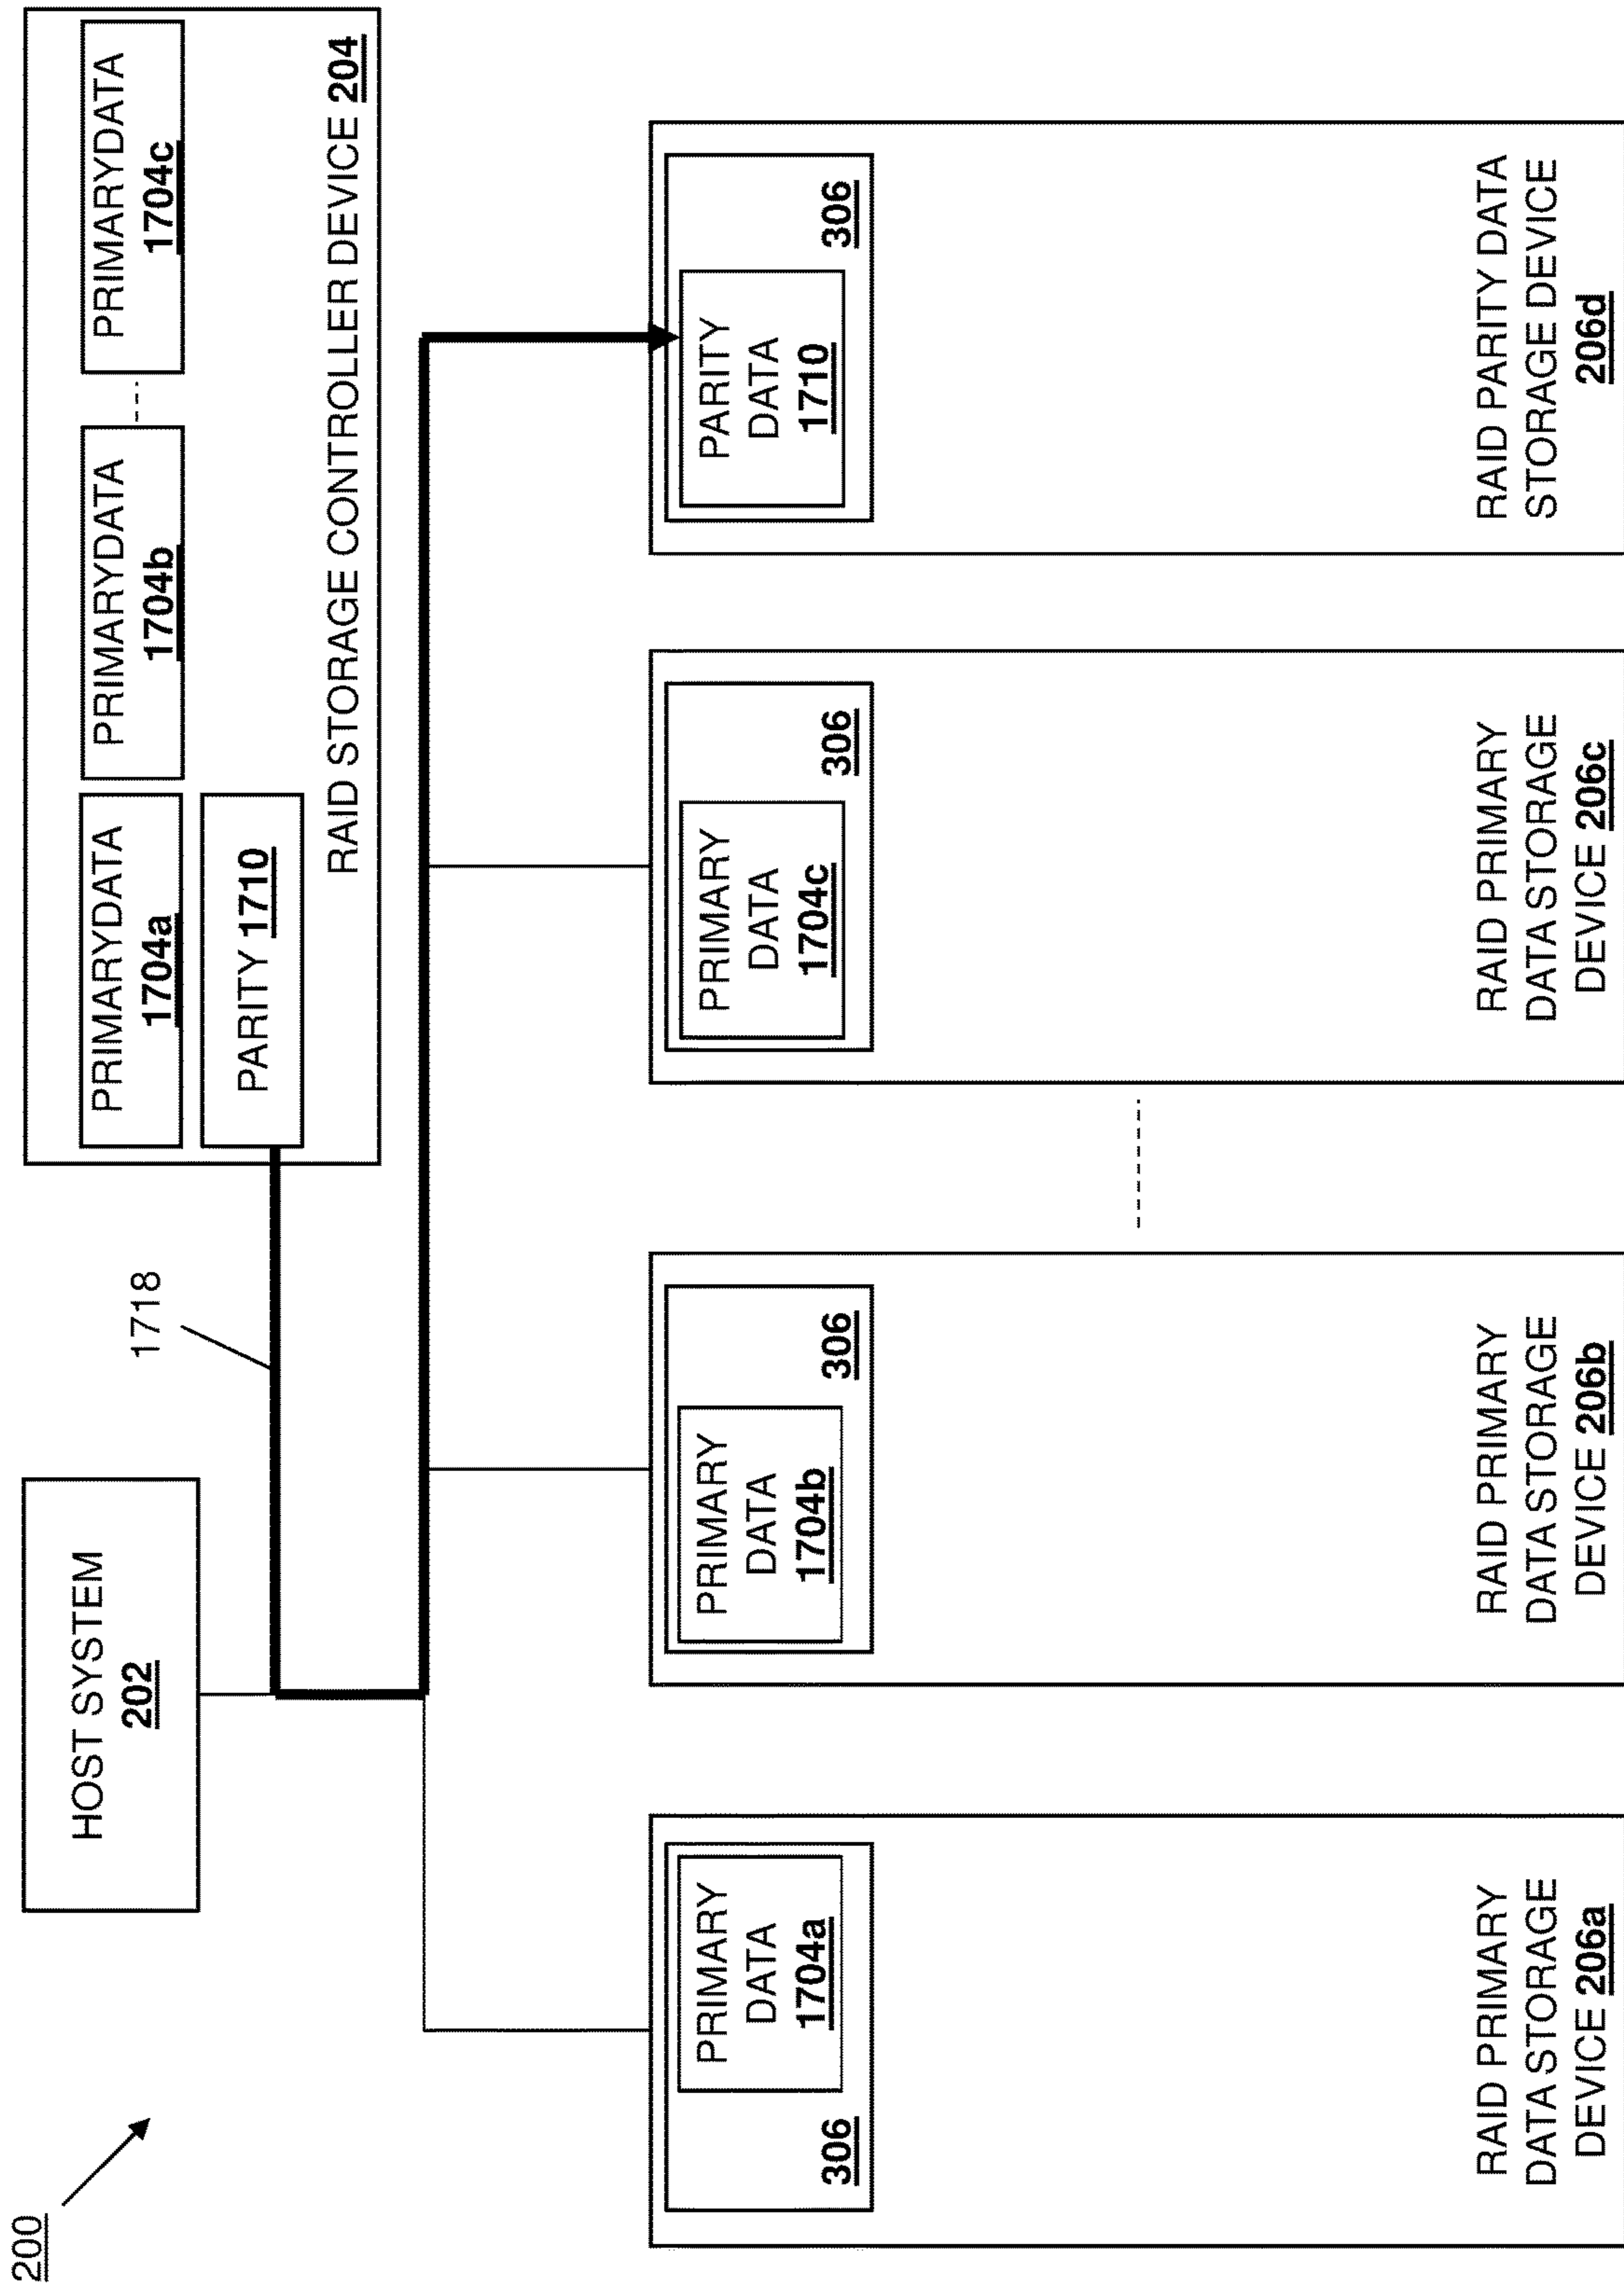 200
HOST SYSTEM
202
1718
PRIMARYDATA
1704a
PRIMARYDATA
1704b
PRIMARYDATA
1704c
PARITY 1710
RAID STORAGE CONTROLLER DEVICE 204
PRIMARY
DATA
1704a
306
RAID PRIMARY
DATA STORAGE
DEVICE 206a
PRIMARY
DATA
1704b
306
RAID PRIMARY
DATA STORAGE
DEVICE 206b
PRIMARY
DATA
1704c
306
RAID PRIMARY
DATA STORAGE
DEVICE 206c
PARITY
DATA
1710
306
RAID PARITY DATA
STORAGE DEVICE
206d